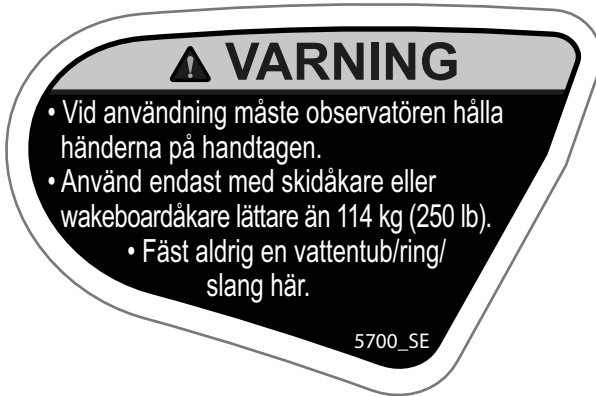 ⚠ VARNING
• Vid användning måste observatören hålla
händerna på handtagen.
• Använd endast med skidåkare eller
wakeboardåkare lättare än 114 kg (250 lb).
• Fäst aldrig en vattentub/ring/
slang här.
5700_SE